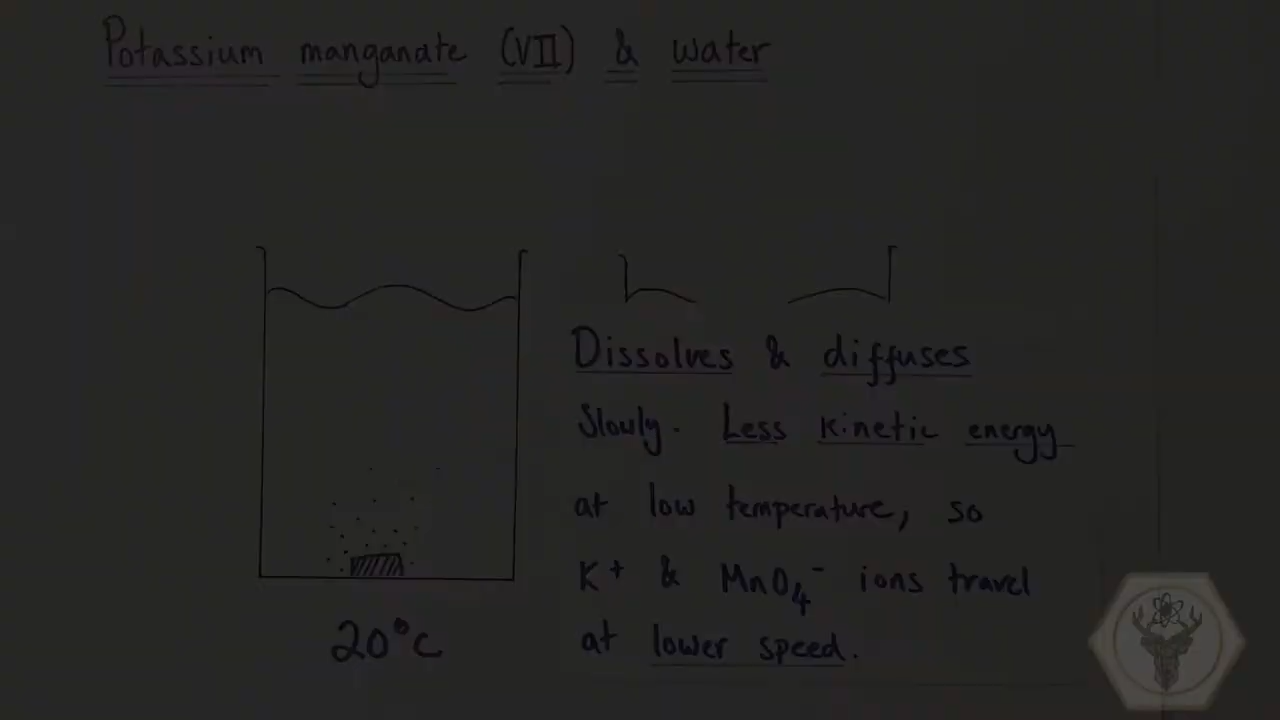 Potassium manganate (VII) & water
Dissolves & diffuses
Slowly. Less kinetic energy
at low temperature, so
K+ & MnO4- ions travel
at lower speed.
20°C